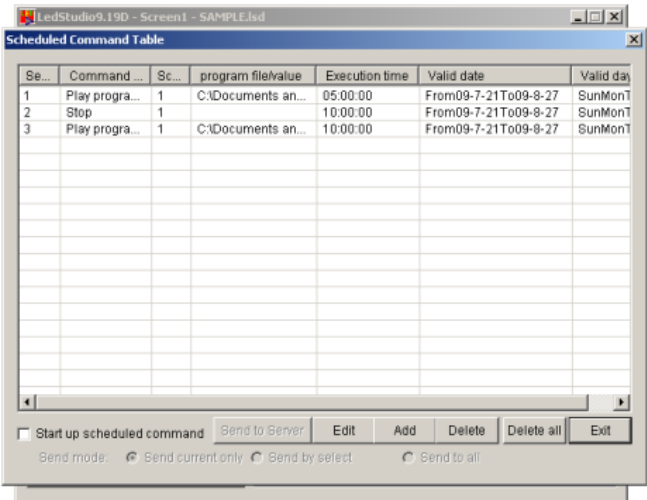 LedStudio9.19D - Screen1 - SAMPLE.lsd
Scheduled Command Table
Se... Command ... Sc... program file/value Execution time Valid date Valid day
1 Play progra... 1 C:\Documents an... 05:00:00 From09-7-21To09-8-27 SunMonT
2 Stop 1 10:00:00 From09-7-21To09-8-27 SunMonT
3 Play progra... 1 C:\Documents an... 10:00:00 From09-7-21To09-8-27 SunMonT
Start up scheduled command Send to Server Edit Add Delete Delete all Exit
Send mode: Send current only Send by select Send to all